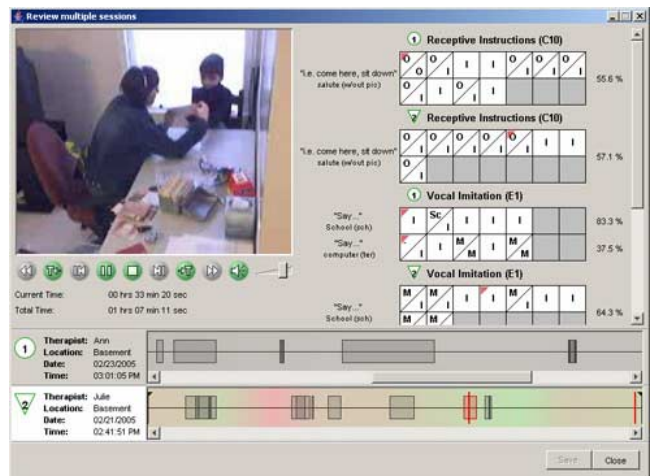 Review multiple sessions
1 Receptive Instructions (C10)
"i.e. come here, sit down"
salute (w/out pic)
O O O I O I I I O I O I O I
O I I O I I
55.6 %
2 Receptive Instructions (C10)
"i.e. come here, sit down"
salute (w/out pic)
O I O I O I O I O I I I
O I
57.1 %
1 Vocal Imitation (E1)
"Say..."
School (sch)
I Sc I I I I I
83.3 %
"Say..."
computer (ter)
I I M M I M M
37.5 %
2 Vocal Imitation (E1)
"Say..."
School (sch)
M I M I I I M I I I
M M M M
64.3 %
Current Time: 00 hrs 33 min 20 sec
Total Time: 01 hrs 07 min 11 sec
1
Therapist: Ann
Location: Basement
Date: 02/23/2005
Time: 03:01:05 PM
2
Therapist: Julie
Location: Basement
Date: 02/21/2005
Time: 02:41:51 PM
Save Close